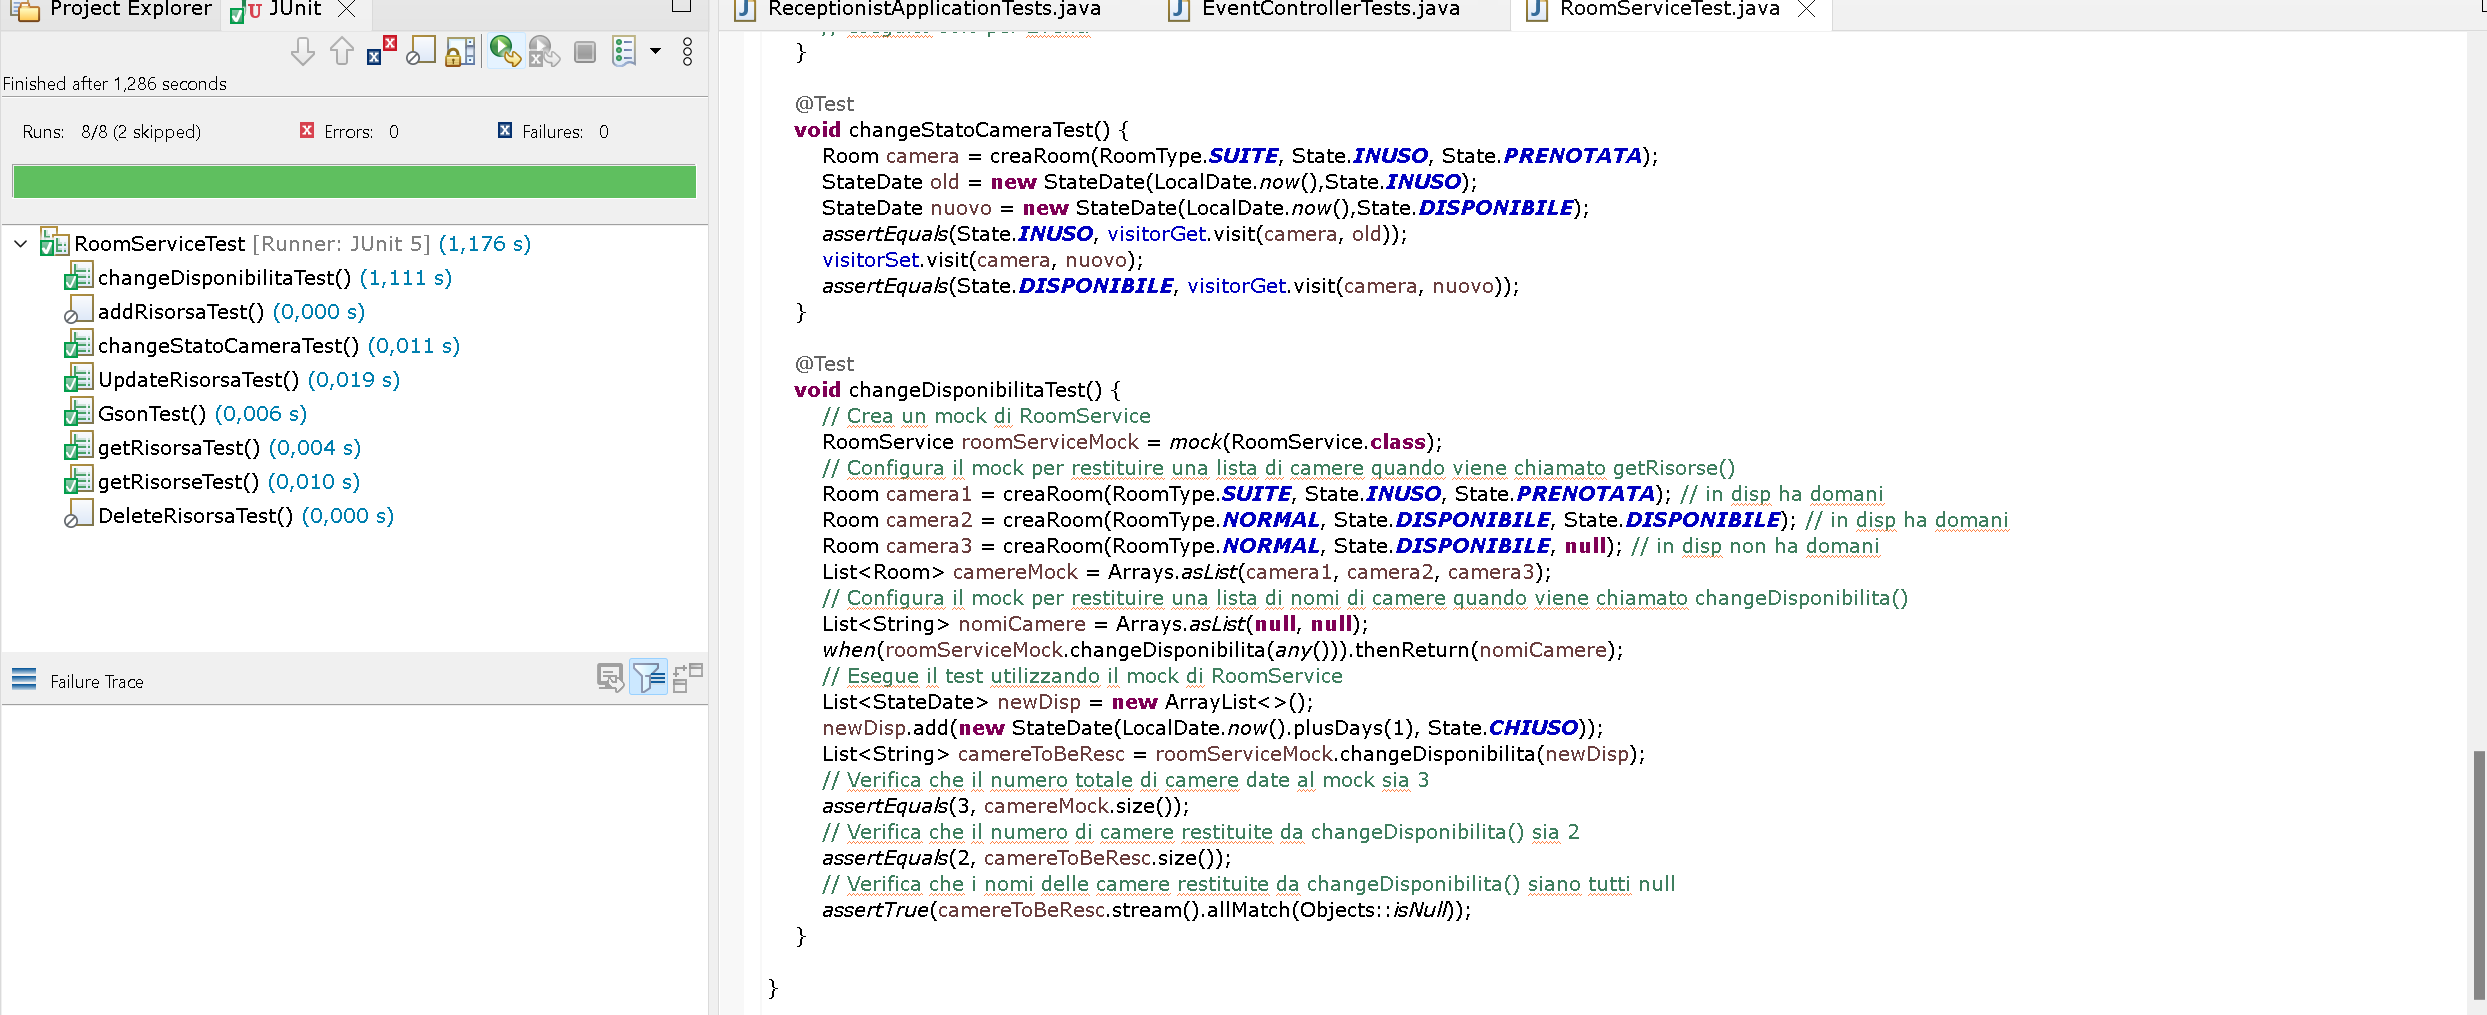 Project Explorer
JUnit
Finished after 1,286 seconds
Runs: 8/8 (2 skipped)
Errors: 0
Failures: 0
RoomServiceTest [Runner: JUnit 5] (1,176 s)
changeDisponibilitaTest() (1,111 s)
addRisorsaTest() (0,000 s)
changeStatoCameraTest() (0,011 s)
UpdateRisorsaTest() (0,019 s)
GsonTest() (0,006 s)
getRisorsaTest() (0,004 s)
getRisorseTest() (0,010 s)
DeleteRisorsaTest() (0,000 s)
Failure Trace
ReceptionistApplicationTests.java
EventControllerTests.java
RoomServiceTest.java
}
@Test
void changeStatoCameraTest() {
Room camera = creaRoom(RoomType.SUITE, State.INUSO, State.PRENOTATA);
StateDate old = new StateDate(LocalDate.now(),State.INUSO);
StateDate nuovo = new StateDate(LocalDate.now(),State.DISPONIBILE);
assertEquals(State.INUSO, visitorGet.visit(camera, old));
visitorSet.visit(camera, nuovo);
assertEquals(State.DISPONIBILE, visitorGet.visit(camera, nuovo));
}
@Test
void changeDisponibilitaTest() {
// Crea un mock di RoomService
RoomService roomServiceMock = mock(RoomService.class);
// Configura il mock per restituire una lista di camere quando viene chiamato getRisorse()
Room camera1 = creaRoom(RoomType.SUITE, State.INUSO, State.PRENOTATA); // in disp ha domani
Room camera2 = creaRoom(RoomType.NORMAL, State.DISPONIBILE, State.DISPONIBILE); // in disp ha domani
Room camera3 = creaRoom(RoomType.NORMAL, State.DISPONIBILE, null); // in disp non ha domani
List<Room> camereMock = Arrays.asList(camera1, camera2, camera3);
// Configura il mock per restituire una lista di nomi di camere quando viene chiamato changeDisponibilita()
List<String> nomiCamere = Arrays.asList(null, null);
when(roomServiceMock.changeDisponibilita(any())).thenReturn(nomiCamere);
// Esegue il test utilizzando il mock di RoomService
List<StateDate> newDisp = new ArrayList<>();
newDisp.add(new StateDate(LocalDate.now().plusDays(1), State.CHIUSO));
List<String> camereToBeResc = roomServiceMock.changeDisponibilita(newDisp);
// Verifica che il numero totale di camere date al mock sia 3
assertEquals(3, camereMock.size());
// Verifica che il numero di camere restituite da changeDisponibilita() sia 2
assertEquals(2, camereToBeResc.size());
// Verifica che i nomi delle camere restituite da changeDisponibilita() siano tutti null
assertTrue(camereToBeResc.stream().allMatch(Objects::isNull));
}
}